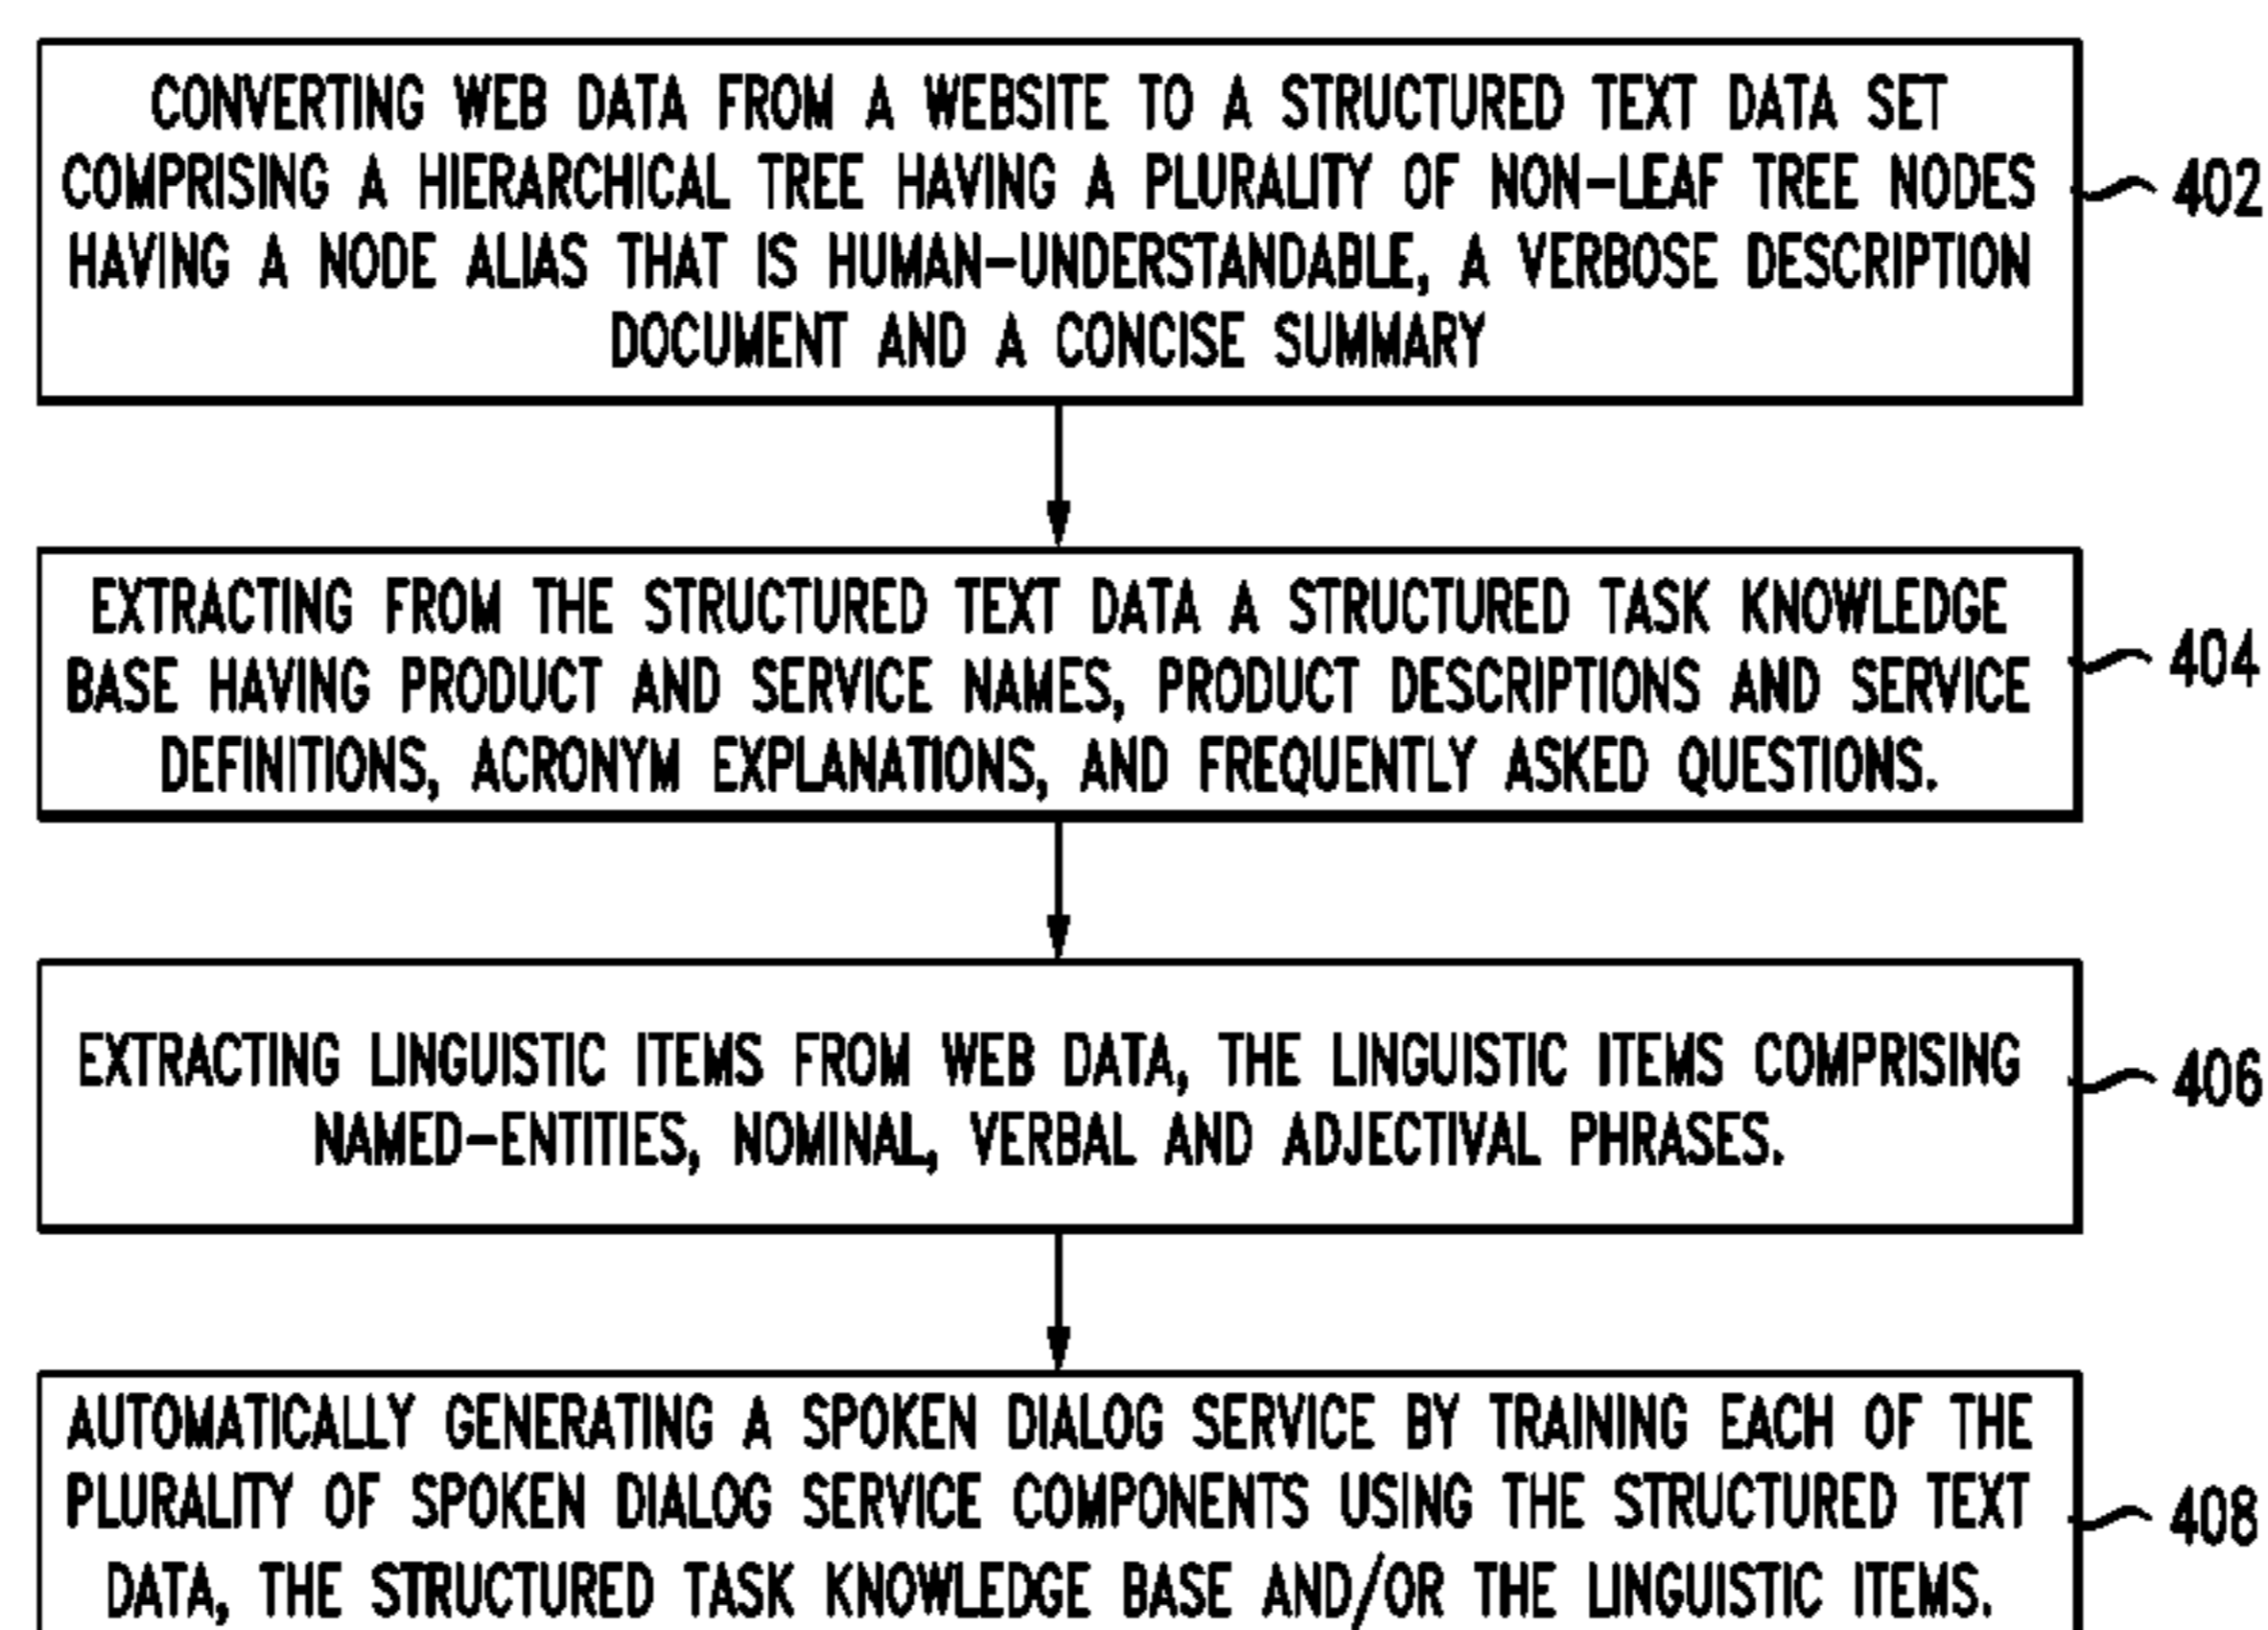 CONVERTING WEB DATA FROM A WEBSITE TO A STRUCTURED TEXT DATA SET
COMPRISING A HIERARCHICAL TREE HAVING A PLURALITY OF NON-LEAF TREE NODES
HAVING A NODE ALIAS THAT IS HUMAN-UNDERSTANDABLE, A VERBOSE DESCRIPTION
DOCUMENT AND A CONCISE SUMMARY
402
EXTRACTING FROM THE STRUCTURED TEXT DATA A STRUCTURED TASK KNOWLEDGE
BASE HAVING PRODUCT AND SERVICE NAMES, PRODUCT DESCRIPTIONS AND SERVICE
DEFINITIONS, ACRONYM EXPLANATIONS, AND FREQUENTLY ASKED QUESTIONS.
404
EXTRACTING LINGUISTIC ITEMS FROM WEB DATA, THE LINGUISTIC ITEMS COMPRISING
NAMED-ENTITIES, NOMINAL, VERBAL AND ADJECTIVAL PHRASES.
406
AUTOMATICALLY GENERATING A SPOKEN DIALOG SERVICE BY TRAINING EACH OF THE
PLURALITY OF SPOKEN DIALOG SERVICE COMPONENTS USING THE STRUCTURED TEXT
DATA, THE STRUCTURED TASK KNOWLEDGE BASE AND/OR THE LINGUISTIC ITEMS.
408